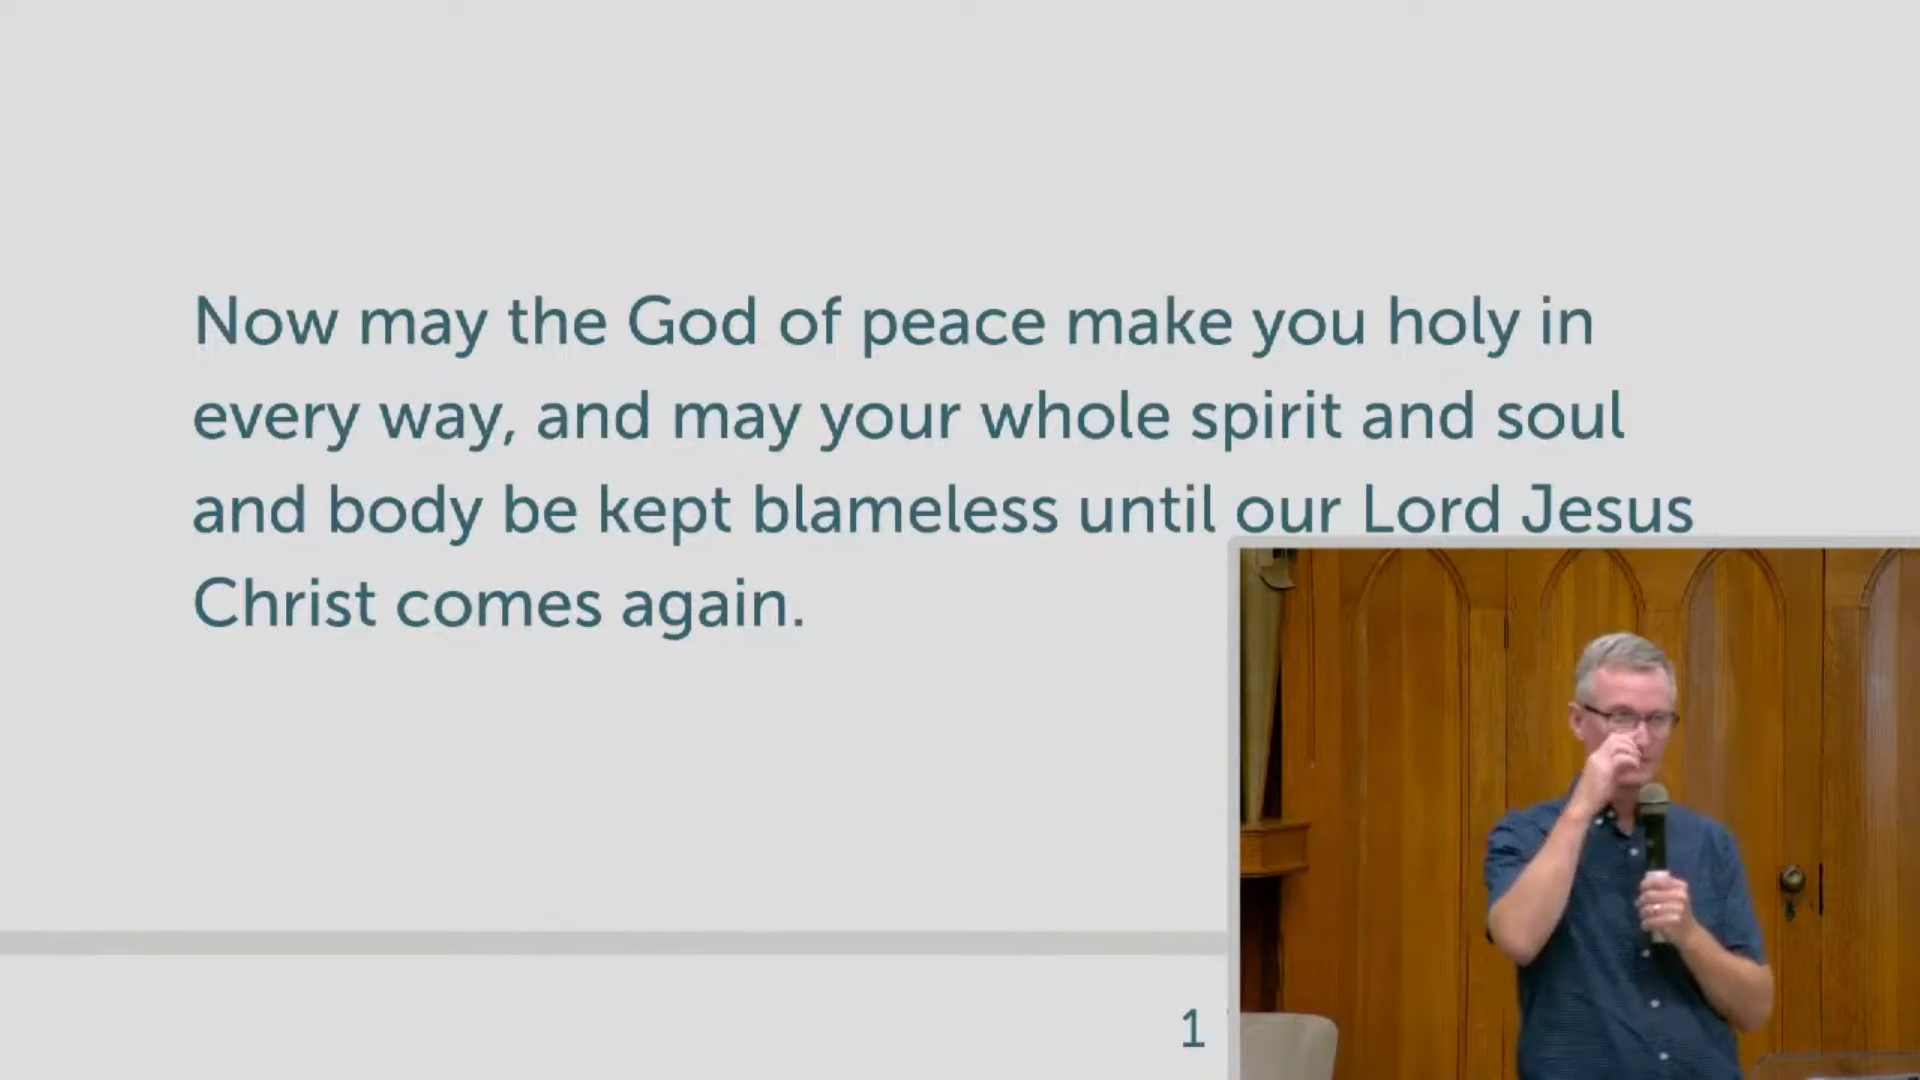 Now may the God of peace make you holy in
every way, and may your whole spirit and soul
and body be kept blameless until our Lord Jesus
Christ comes again.
1